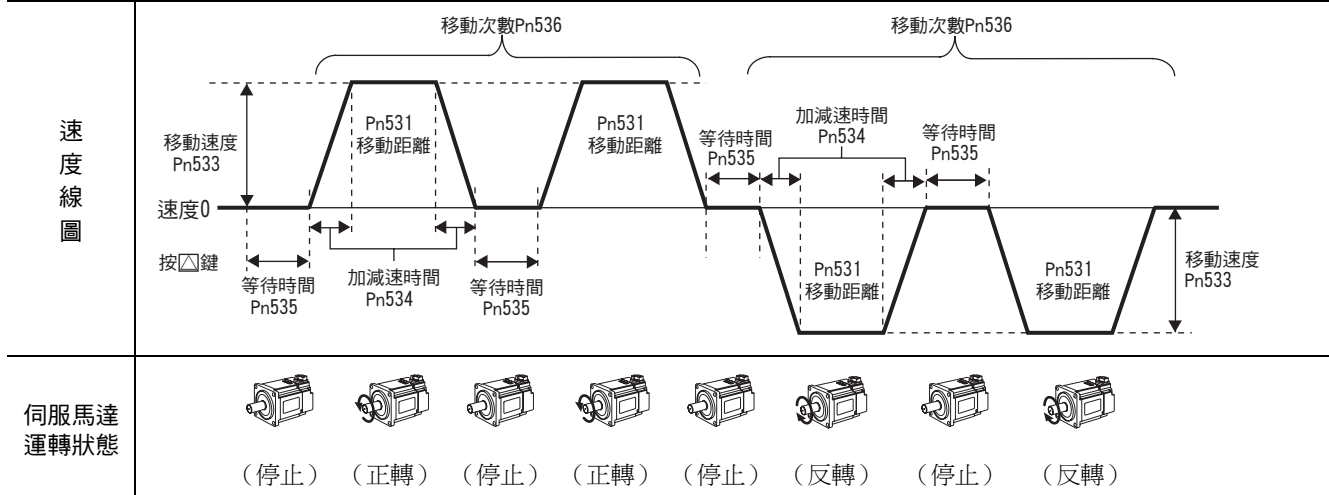 移動次數Pn536
移動次數Pn536
速
度
線
圖
移動速度
Pn533
Pn531
移動距離
Pn531
移動距離
等待時間
Pn535
加減速時間
Pn534
等待時間
Pn535
速度0
按△鍵
等待時間
Pn535
加減速時間
Pn534
等待時間
Pn535
Pn531
移動距離
Pn531
移動距離
移動速度
Pn533
伺服馬達
運轉狀態
（停止）（正轉）（停止）（正轉）（停止）（反轉）（停止）（反轉）